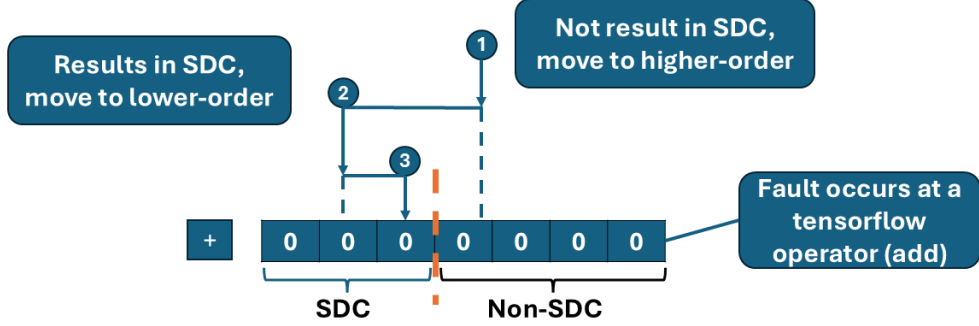 1
Not result in SDC,
move to higher-order
Results in SDC,
move to lower-order
2
3
Fault occurs at a
tensorflow
operator (add)
+ 0 0 0 0 0 0 0
SDC Non-SDC